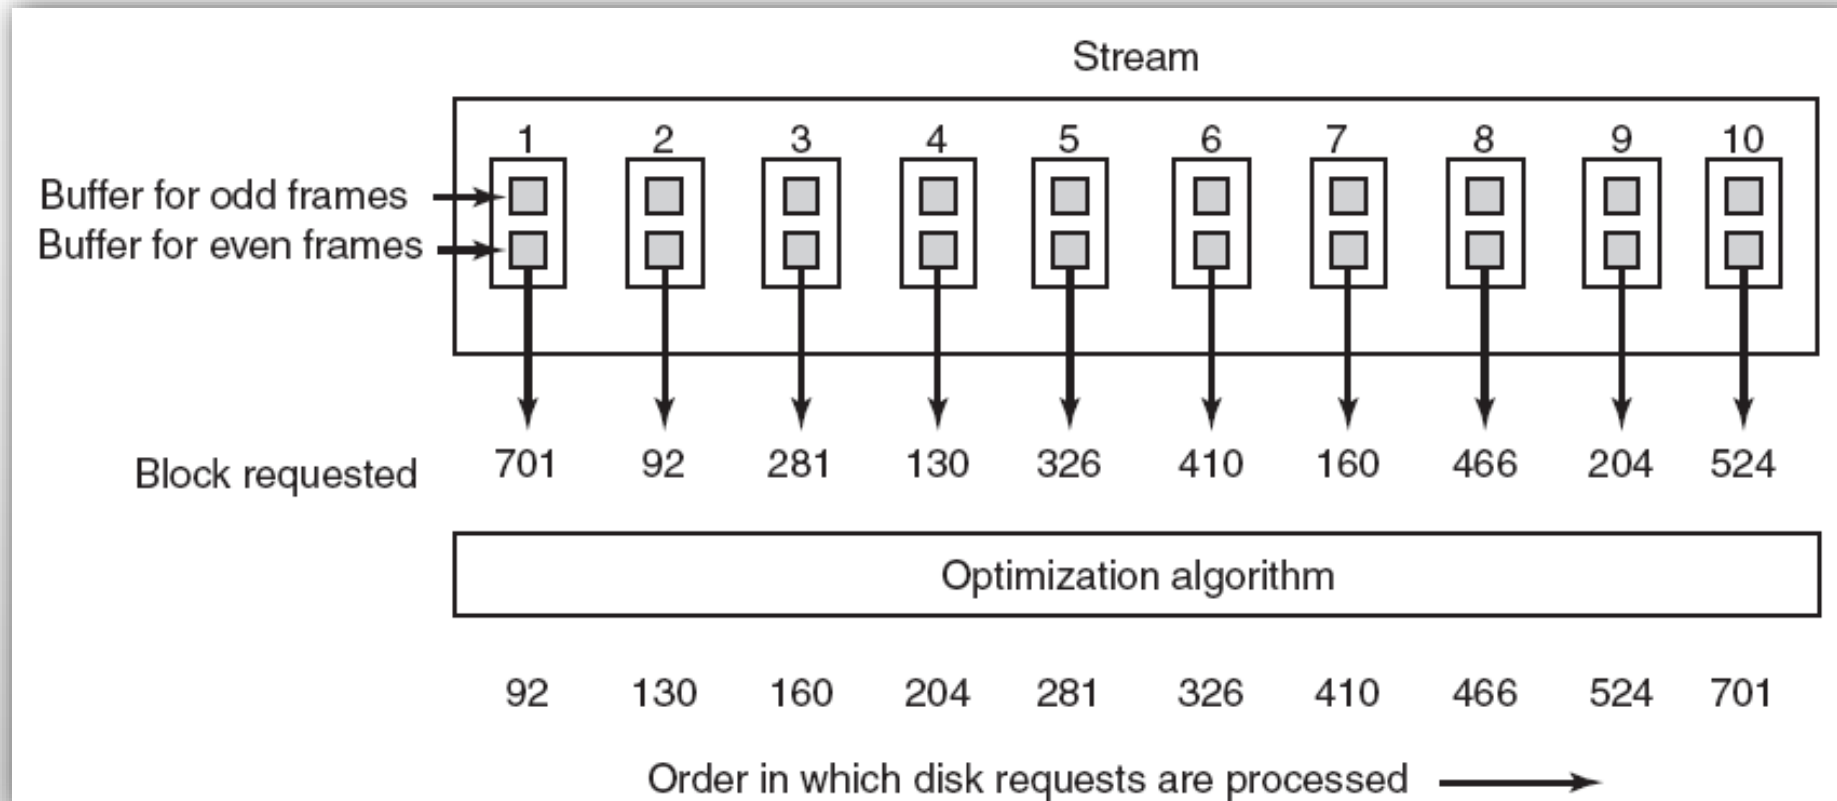 Stream
1 2 3 4 5 6 7 8 9 10
Buffer for odd frames
Buffer for even frames
Block requested 701 92 281 130 326 410 160 466 204 524
Optimization algorithm
92 130 160 204 281 326 410 466 524 701
Order in which disk requests are processed